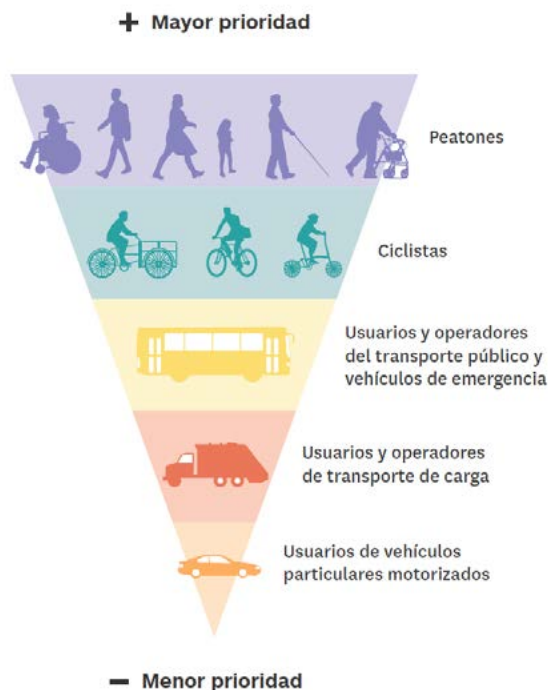 + Mayor prioridad
Peatones
Ciclistas
Usuarios y operadores
del transporte público y
vehículos de emergencia
Usuarios y operadores
de transporte de carga
Usuarios de vehículos
particulares motorizados
− Menor prioridad